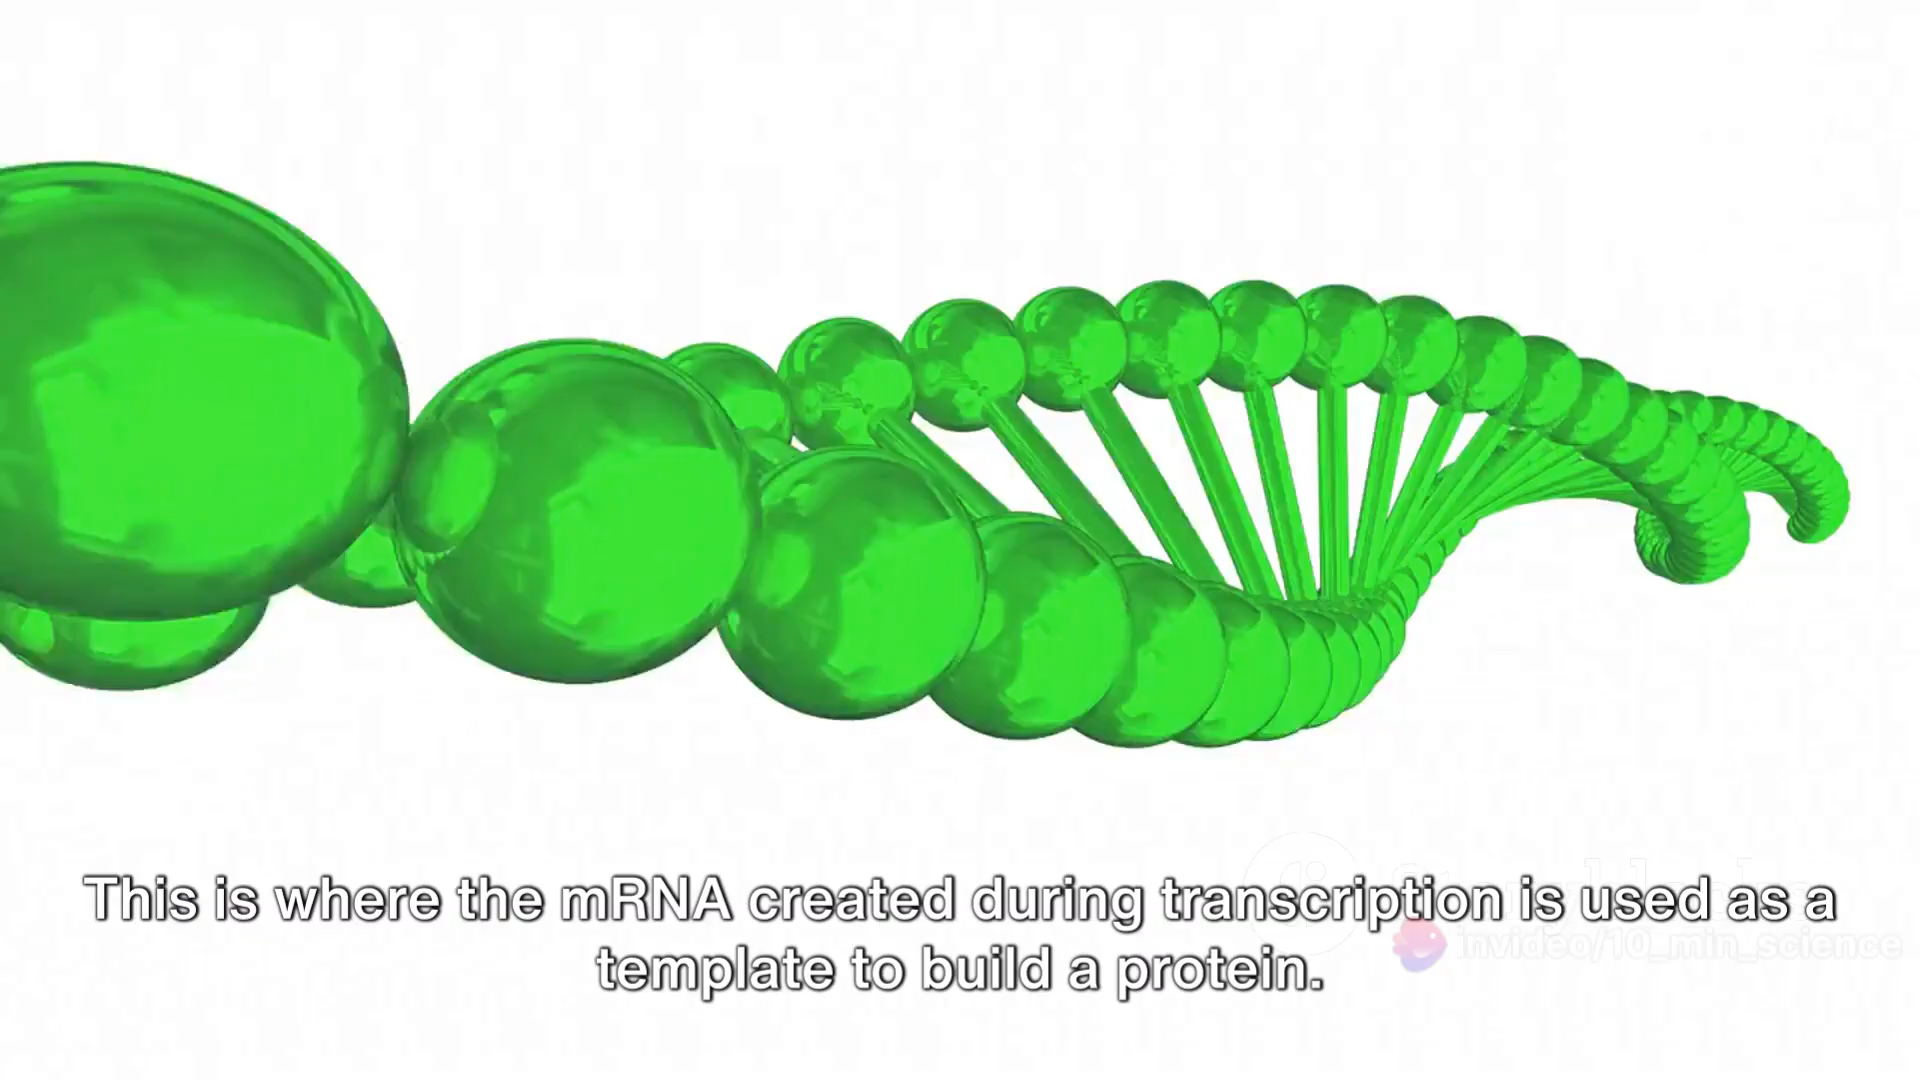 This is where the mRNA created during transcription is used as a
template to build a protein.
invideo/10_min_science